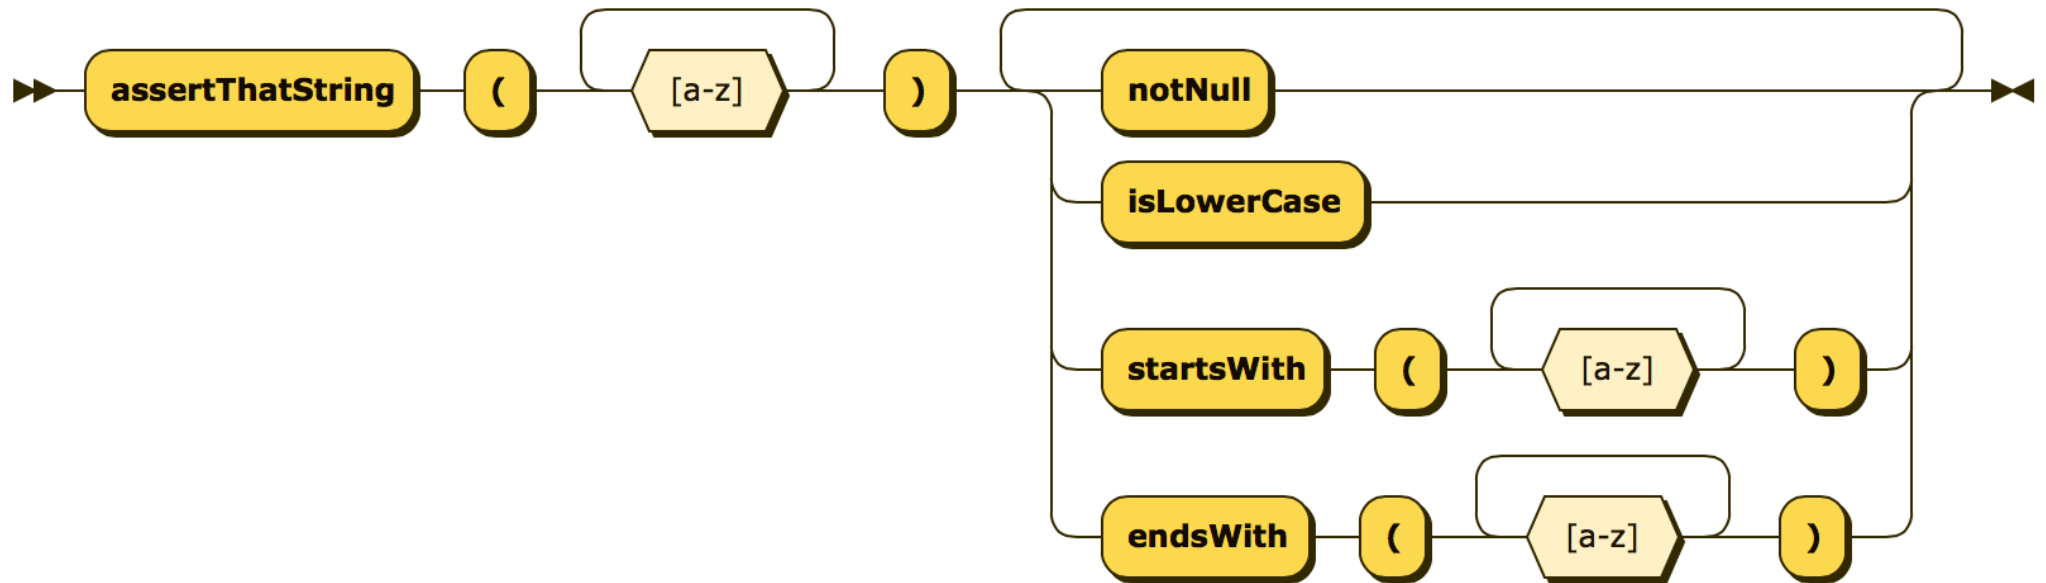 assertThatString ( [a-z] ) notNull
isLowerCase
startsWith ( [a-z] )
endsWith ( [a-z] )